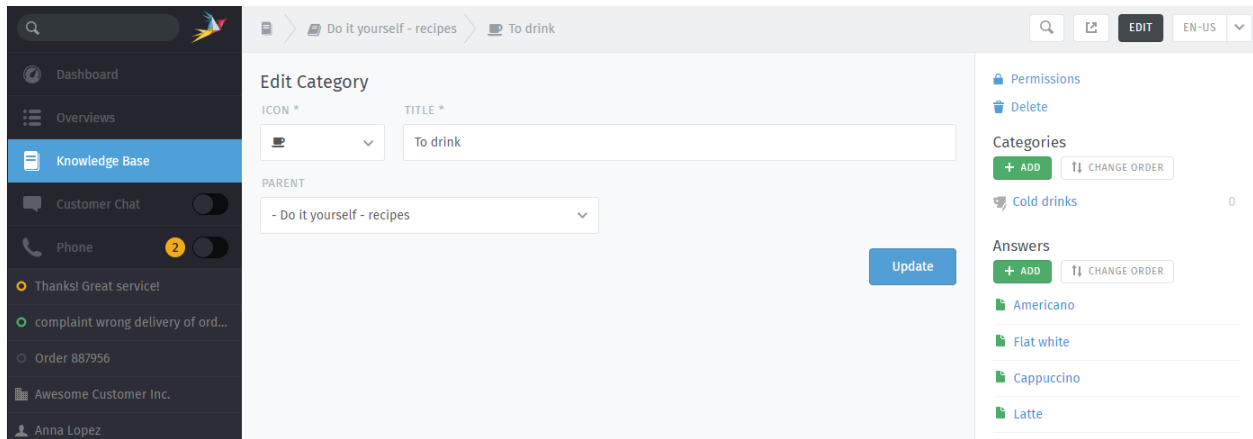 Do it yourself - recipes
To drink
EDIT
EN-US
Dashboard
Overviews
Knowledge Base
Customer Chat
Phone
2
Thanks! Great service!
complaint wrong delivery of ord...
Order 887956
Awesome Customer Inc.
Anna Lopez
Edit Category
ICON *
TITLE *
To drink
PARENT
- Do it yourself - recipes
Update
Permissions
Delete
Categories
+ ADD
CHANGE ORDER
Cold drinks
0
Answers
+ ADD
CHANGE ORDER
Americano
Flat white
Cappuccino
Latte